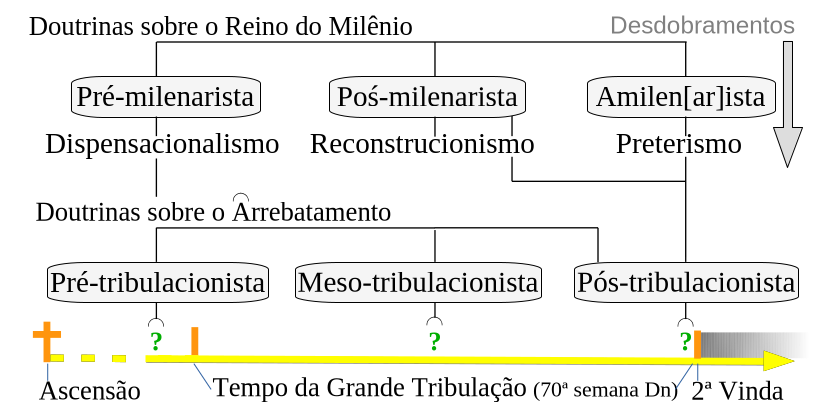 Doutrinas sobre o Reino do Milênio
Desdobramentos
Pré-milenarista
Poś-milenarista
Amilen[ar]ista
Dispensacionalismo
Reconstrucionismo
Preterismo
Doutrinas sobre o Arrebatamento
Pré-tribulacionista
Meso-tribulacionista
Pós-tribulacionista
? ? ?
Ascensão
Tempo da Grande Tribulação (70ª semana Dn)
2ª Vinda